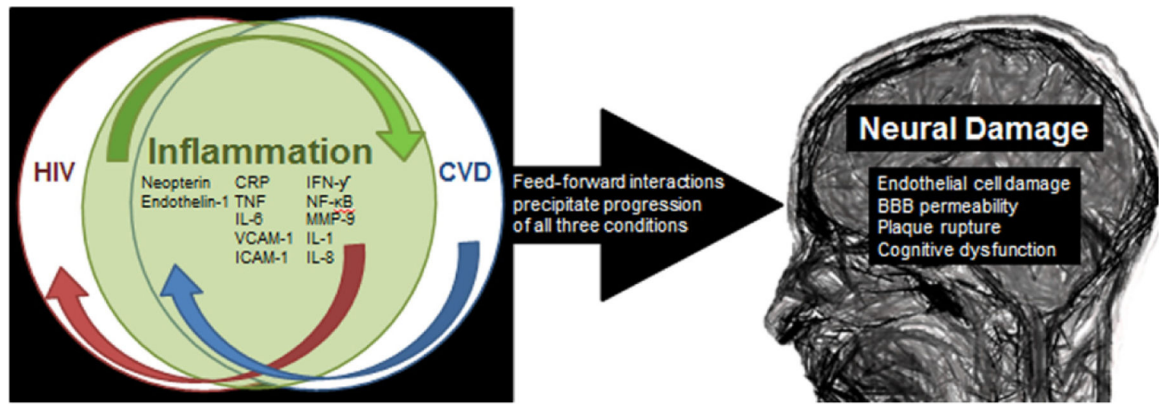 Inflammation
HIV
CVD
Neopterin CRP IFN-γ
Endothelin-1 TNF NF-κB
IL-6 MMP-9
VCAM-1 IL-1
ICAM-1 IL-8
Feed-forward interactions
precipitate progression
of all three conditions
Neural Damage
Endothelial cell damage
BBB permeability
Plaque rupture
Cognitive dysfunction